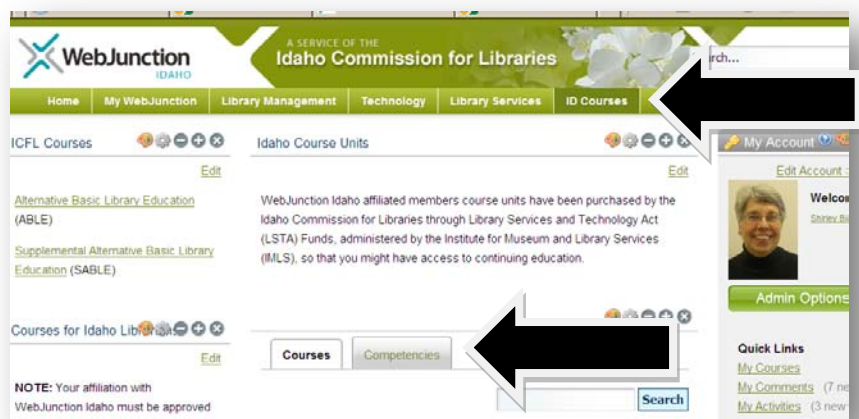 WebJunction
IDAHO
A SERVICE OF THE
Idaho Commission for Libraries
Home My WebJunction Library Management Technology Library Services ID Courses
ICFL Courses
Edit
Alternative Basic Library Education
(ABLE)
Supplemental Alternative Basic Library
Education (SABLE)
Courses for Idaho
Edit
NOTE: Your affiliation with
WebJunction Idaho must be approved
Idaho Course Units
Edit
WebJunction Idaho affiliated members course units have been purchased by the
Idaho Commission for Libraries through Library Services and Technology Act
(LSTA) Funds, administered by the Institute for Museum and Library Services
(IMLS), so that you might have access to continuing education.
Courses Competencies
Search
My Account
Edit Account
Admin Options
Quick Links
My Courses
My Comments (7
My Activities (3 new